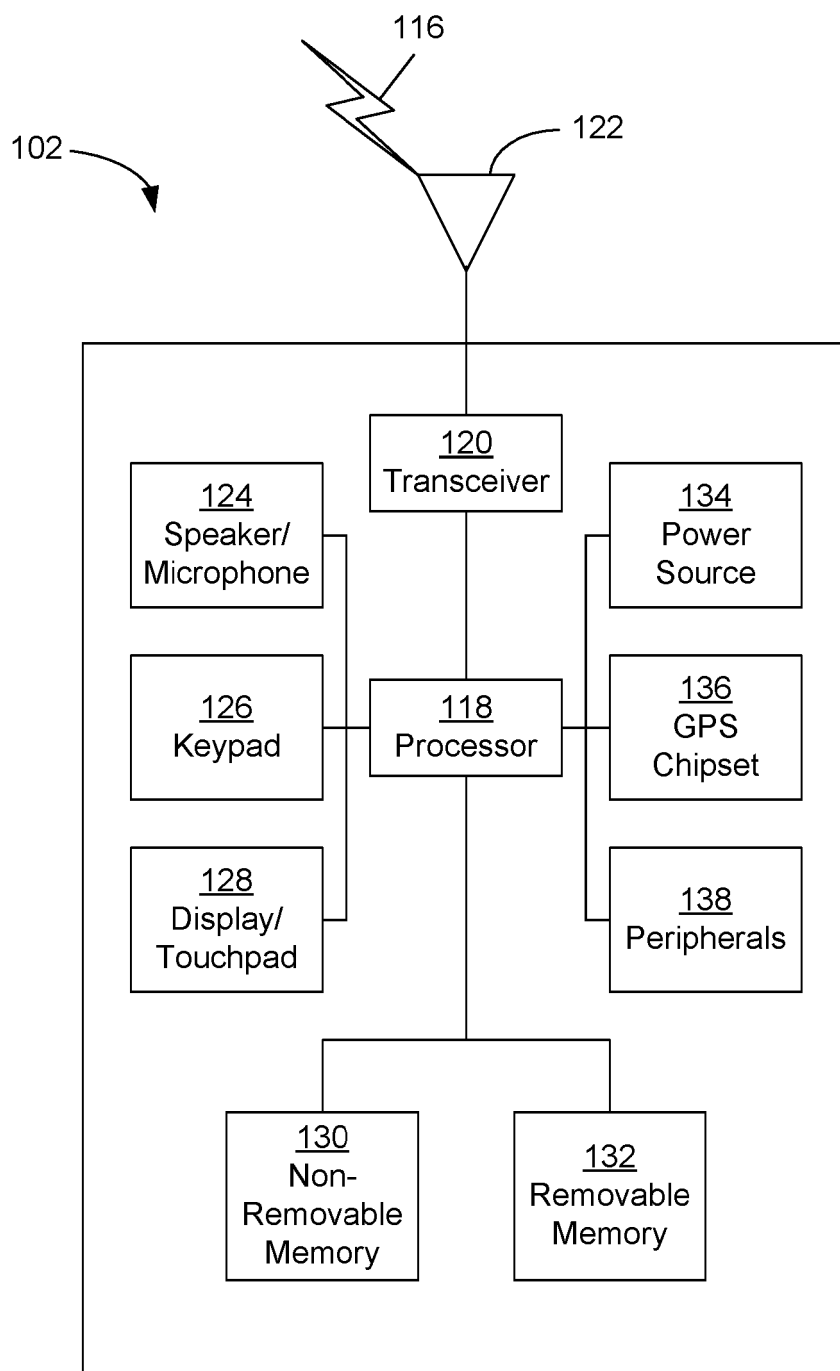 116
122
102
120
Transceiver
124
Speaker/
Microphone
134
Power
Source
126
Keypad
118
Processor
136
GPS
Chipset
128
Display/
Touchpad
138
Peripherals
130
Non-
Removable
Memory
132
Removable
Memory